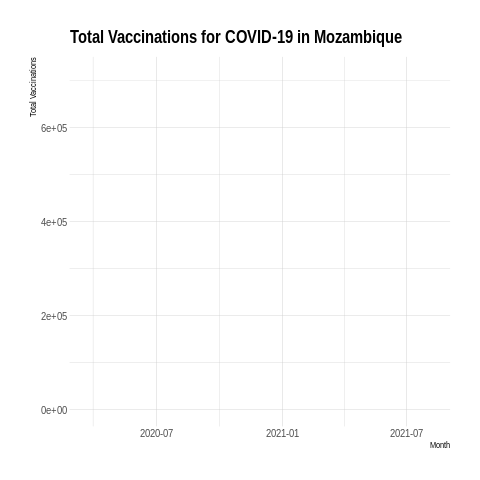 Total Vaccinations for COVID-19 in Mozambique
Total Vaccinations
6e+05
4e+05
2e+05
0e+00
2020-07
2021-01
2021-07
Month